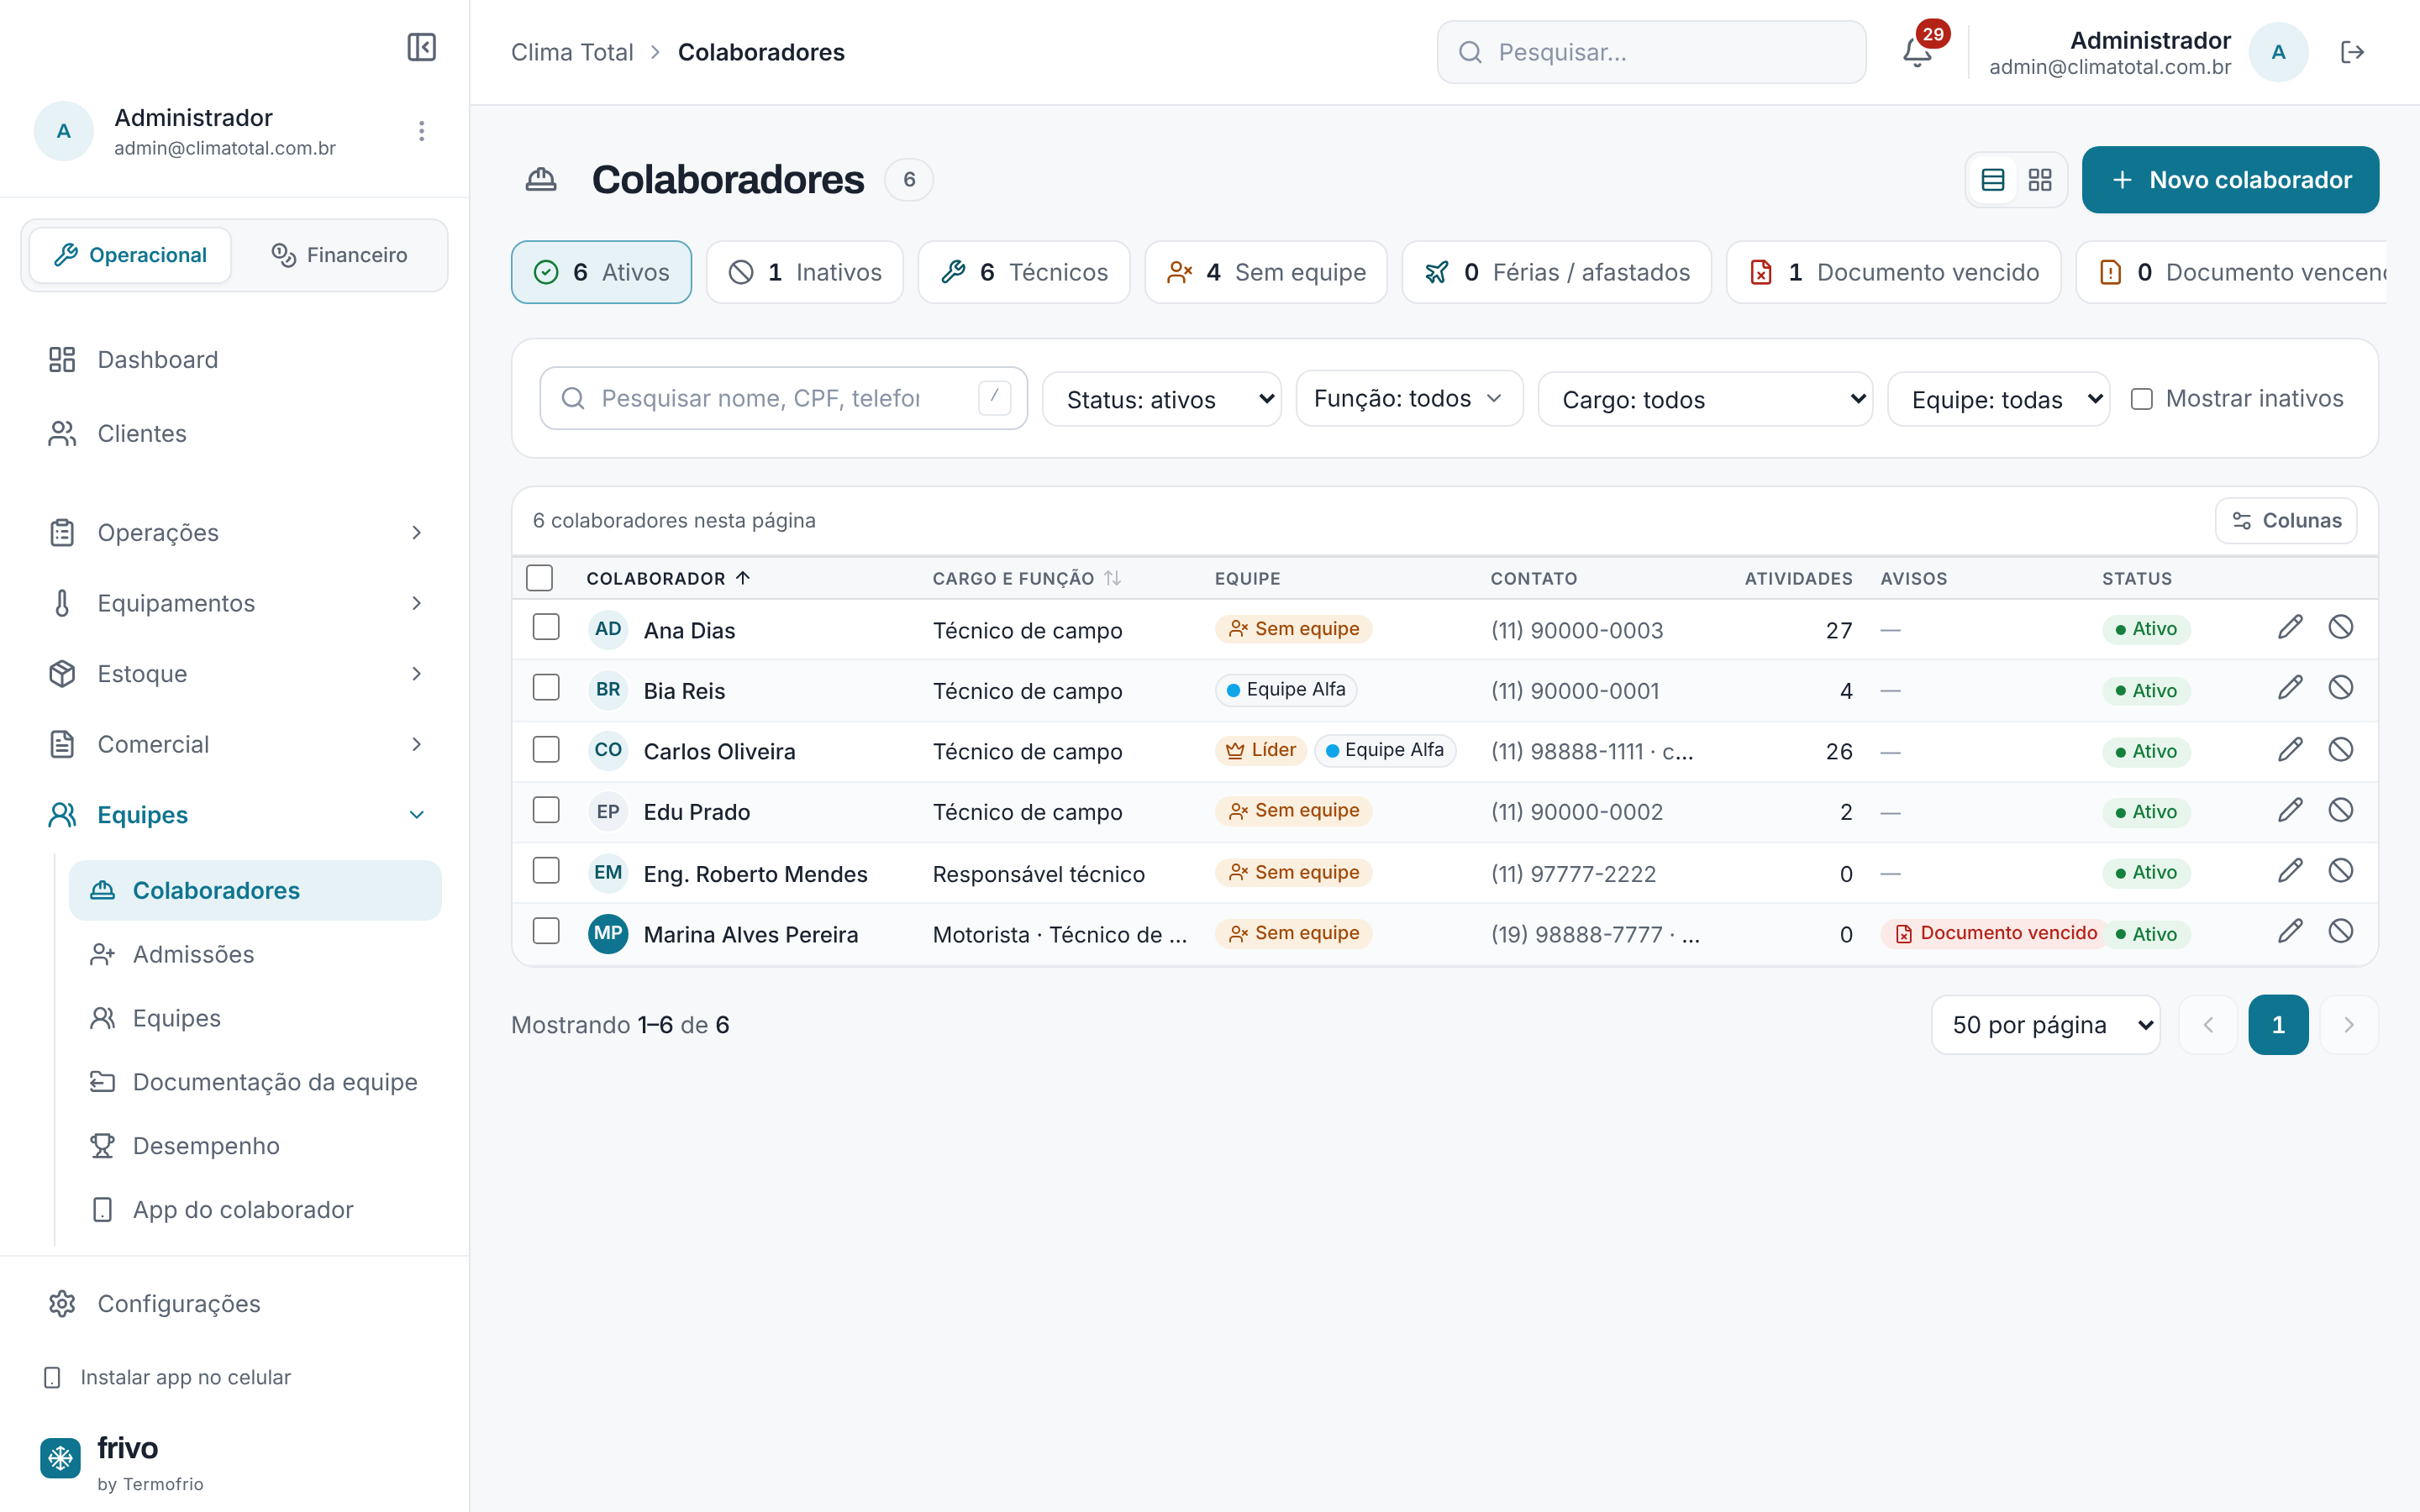 Clima Total > Colaboradores
Pesquisar...
29
Administrador
admin@climatotal.com.br
A
A
Administrador
admin@climatotal.com.br
Operacional
Financeiro
Dashboard
Clientes
Operações
Equipamentos
Estoque
Comercial
Equipes
Colaboradores
Admissões
Equipes
Documentação da equipe
Desempenho
App do colaborador
Configurações
Instalar app no celular
frivo
by Termofrio
Colaboradores 6
+ Novo colaborador
6 Ativos
1 Inativos
6 Técnicos
4 Sem equipe
0 Férias / afastados
1 Documento vencido
0 Documento
Pesquisar nome, CPF, /
Status: ativos
Função: todos
Cargo: todos
Equipe: todas
Mostrar inativos
6 colaboradores nesta página
Colunas
COLABORADOR CARGO E FUNÇÃO EQUIPE CONTATO ATIVIDADES AVISOS STATUS
AD Ana Dias Técnico de campo Sem equipe (11) 90000-0003 27 — Ativo
BR Bia Reis Técnico de campo Equipe Alfa (11) 90000-0001 4 — Ativo
CO Carlos Oliveira Técnico de campo Líder Equipe Alfa (11) 98888-1111 · c... 26 — Ativo
EP Edu Prado Técnico de campo Sem equipe (11) 90000-0002 2 — Ativo
EM Eng. Roberto Mendes Responsável técnico Sem equipe (11) 97777-2222 0 — Ativo
MP Marina Alves Pereira Motorista · Técnico de ... Sem equipe (19) 98888-7777 · ... 0 Documento vencido Ativo
Mostrando 1–6 de 6
50 por página
1